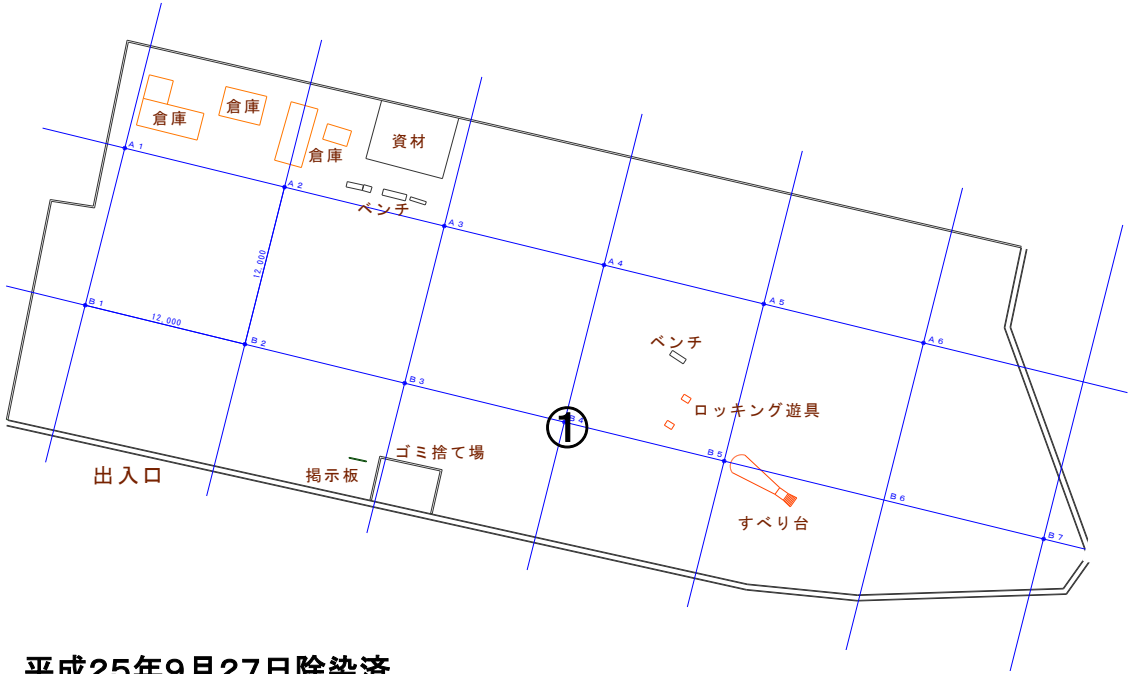 倉庫
倉庫
資材
A1
倉庫
A2
ベンチ
A3
12,000
A4
B1
A5
12,000
B2
ベンチ
A6
B3
ロッキング遊具
①
B4
ゴミ捨て場
B5
出入口
掲示板
B6
すべり台
B7
平成25年9月27日除染済